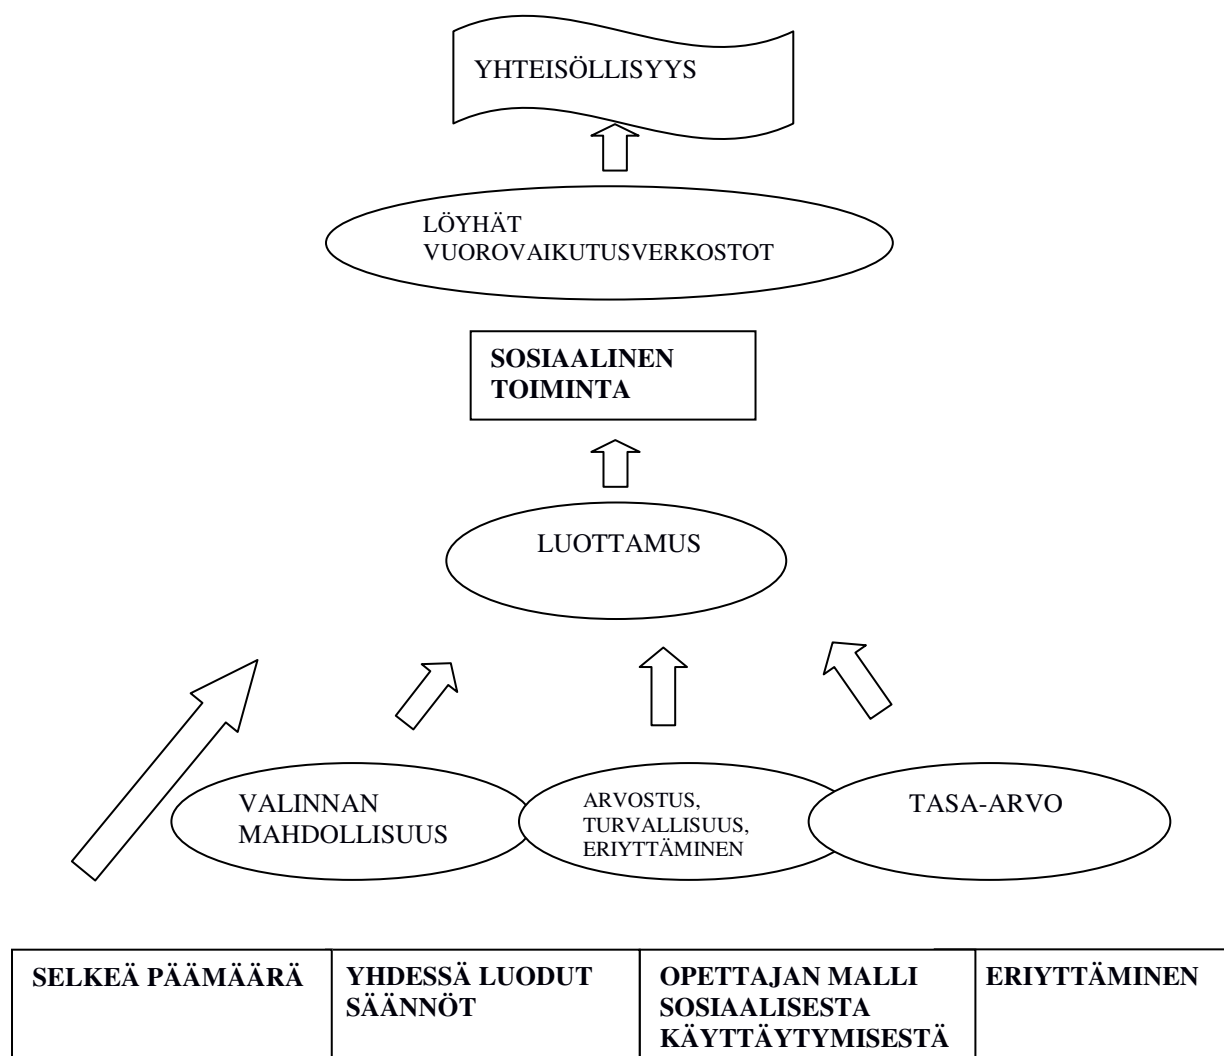 YHTEISÖLLISYYS
LÖYHÄT
VUOROVAIKUTUSVERKOSTOT
SOSIAALINEN
TOIMINTA
LUOTTAMUS
VALINNAN
MAHDOLLISUUS
ARVOSTUS,
TURVALLISUUS,
ERIYTTÄMINEN
TASA-ARVO
SELKEÄ PÄÄMÄÄRÄ
YHDESSÄ LUODUT
SÄÄNNÖT
OPETTAJAN MALLI
SOSIAALISESTA
KÄYTTÄYTYMISESTÄ
ERIYTTÄMINEN